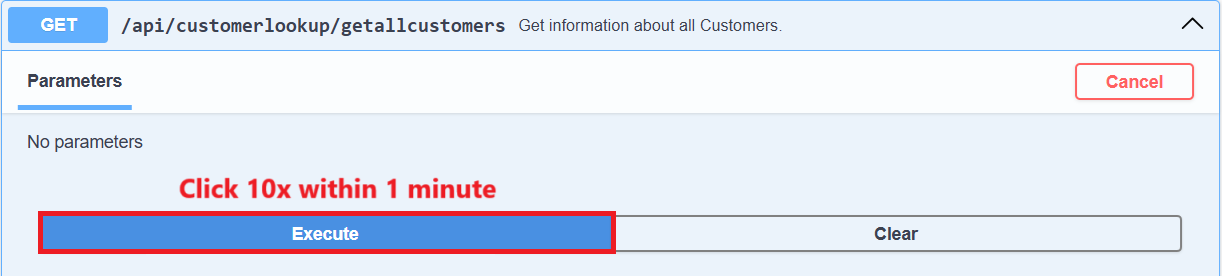 GET /api/customerlookup/getallcustomers Get information about all Customers.
Parameters Cancel
No parameters
Click 10x within 1 minute
Execute Clear